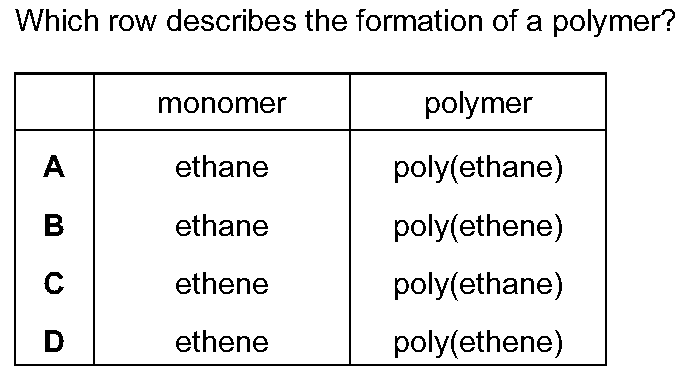 Which row describes the formation of a polymer?
monomer polymer
A ethane poly(ethane)
B ethane poly(ethene)
C ethene poly(ethane)
D ethene poly(ethene)